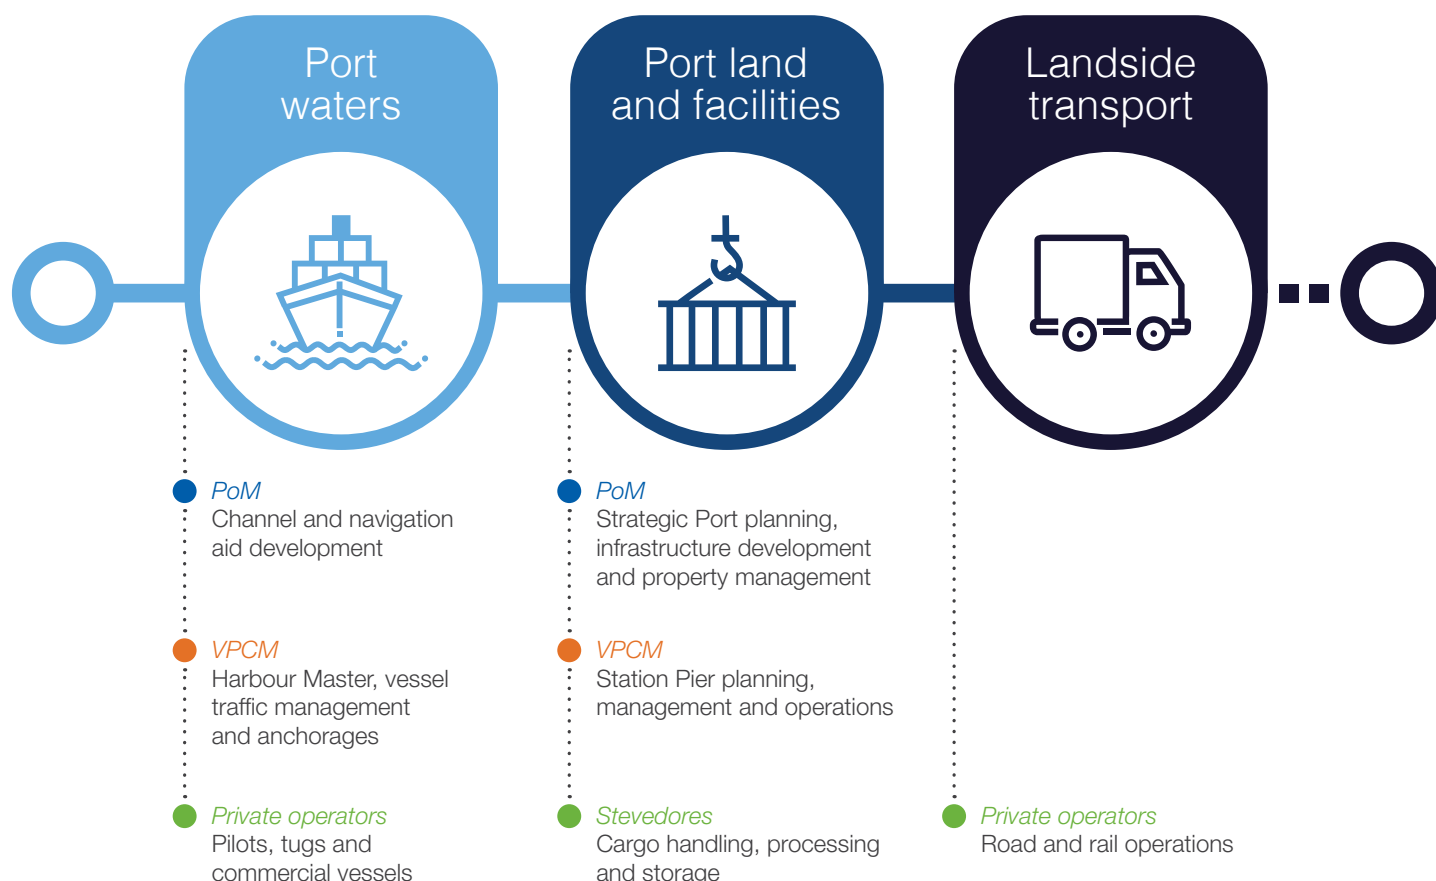 Port
waters
Port land
and facilities
Landside
transport
PoM
Channel and navigation
aid development
VPCM
Harbour Master, vessel
traffic management
and anchorages
Private operators
Pilots, tugs and
commercial vessels
PoM
Strategic Port planning,
infrastructure development
and property management
VPCM
Station Pier planning,
management and operations
Stevedores
Cargo handling, processing
and storage
Private operators
Road and rail operations